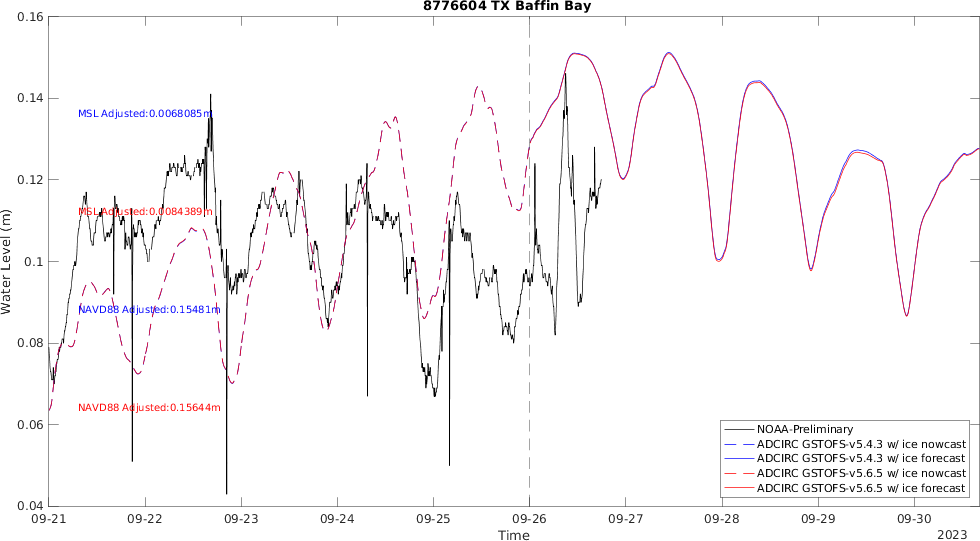 8776604 TX Baffin Bay
0.16
0.14
0.12
0.1
0.08
0.06
0.04
Water Level (m)
MSL Adjusted:0.0068085m
MSL Adjusted:0.0084389m
NAVD88 Adjusted:0.15481m
NAVD88 Adjusted:0.15644m
NOAA-Preliminary
ADCIRC GSTOFS-v5.4.3 w/ ice nowcast
ADCIRC GSTOFS-v5.4.3 w/ ice forecast
ADCIRC GSTOFS-v5.6.5 w/ ice nowcast
ADCIRC GSTOFS-v5.6.5 w/ ice forecast
09-21 09-22 09-23 09-24 09-25 09-26 09-27 09-28 09-29 09-30
Time
2023